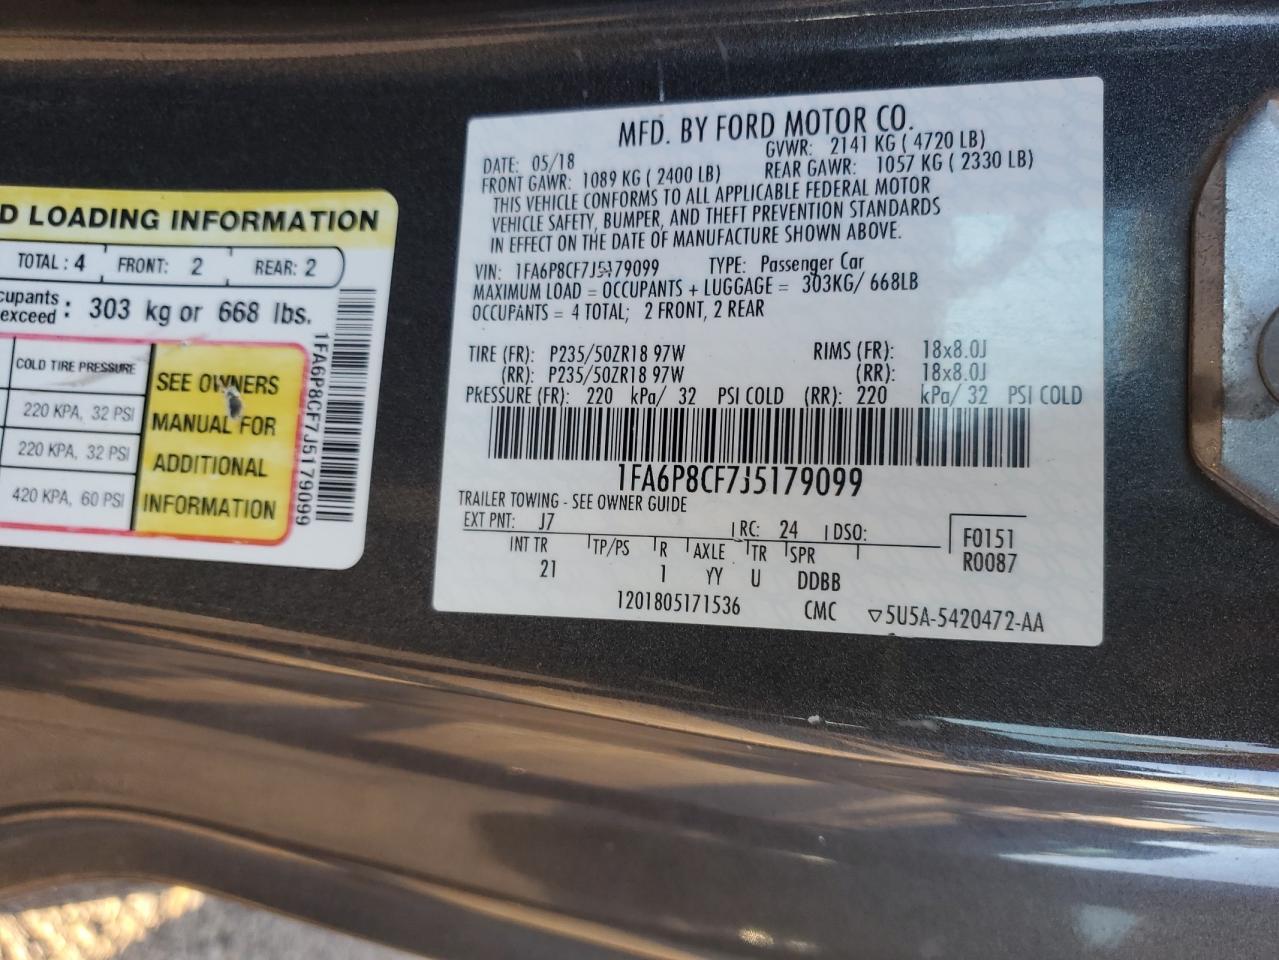 D LOADING INFORMATION
TOTAL : 4 FRONT: 2 REAR: 2
cupants
exceed : 303 kg or 668 lbs.
COLD TIRE PRESSURE
220 KPA, 32 PSI
220 KPA, 32 PSI
420 KPA, 60 PSI
SEE OWNERS
MANUAL FOR
ADDITIONAL
INFORMATION
1FA6P8CF7J5179099
MFD. BY FORD MOTOR CO.
DATE: 05/18 GVWR: 2141 KG ( 4720 LB)
FRONT GAWR: 1089 KG ( 2400 LB) REAR GAWR: 1057 KG ( 2330 LB)
THIS VEHICLE CONFORMS TO ALL APPLICABLE FEDERAL MOTOR
VEHICLE SAFETY, BUMPER, AND THEFT PREVENTION STANDARDS
IN EFFECT ON THE DATE OF MANUFACTURE SHOWN ABOVE.
VIN: 1FA6P8CF7J5179099 TYPE: Passenger Car
MAXIMUM LOAD = OCCUPANTS + LUGGAGE = 303KG/ 668LB
OCCUPANTS = 4 TOTAL; 2 FRONT, 2 REAR
TIRE (FR): P235/50ZR18 97W RIMS (FR): 18x8.0J
(RR): P235/50ZR18 97W (RR): 18x8.0J
PRESSURE (FR): 220 kPa/ 32 PSI COLD (RR): 220 kPa/ 32 PSI COLD
1FA6P8CF7J5179099
TRAILER TOWING - SEE OWNER GUIDE
EXT PNT: J7 RC: 24 DSO: F0151
INT TR TP/PS R AXLE TR SPR R0087
21 1 YY U DDBB
1201805171536 CMC ▽5U5A-5420472-AA